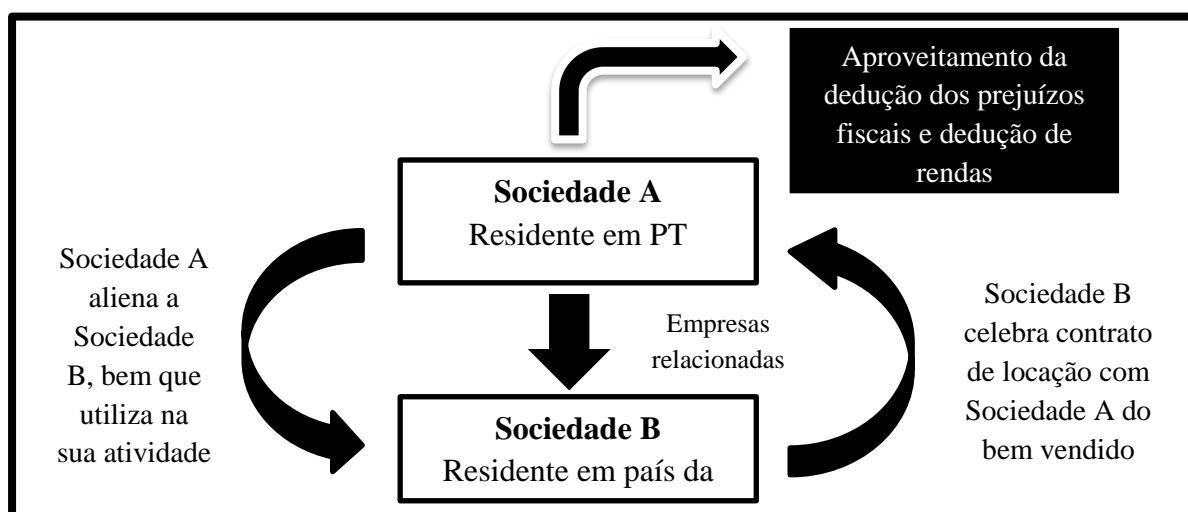 Aproveitamento da
dedução dos prejuízos
fiscais e dedução de
rendas
Sociedade A
Residente em PT
Sociedade A
aliena a
Sociedade
B, bem que
utiliza na
sua atividade
Empresas
relacionadas
Sociedade B
celebra contrato
de locação com
Sociedade A do
bem vendido
Sociedade B
Residente em país da